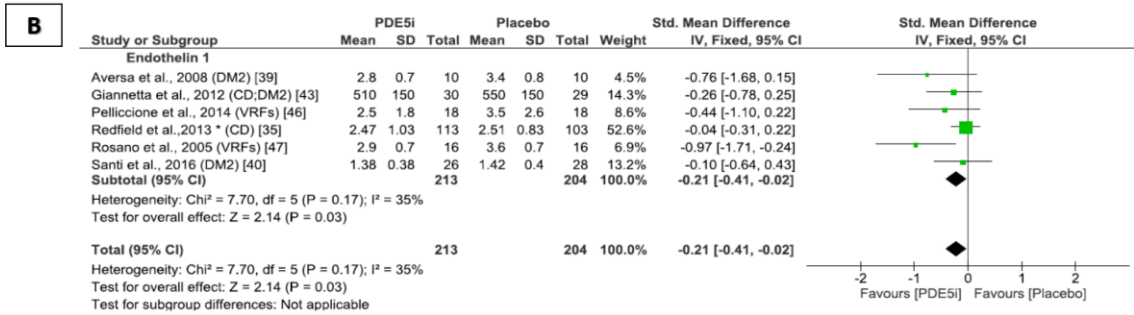 B
PDE5i Placebo Std. Mean Difference Std. Mean Difference
Study or Subgroup Mean SD Total Mean SD Total Weight IV, Fixed, 95% CI IV, Fixed, 95% CI
Endothelin 1
Aversa et al., 2008 (DM2) [39] 2.8 0.7 10 3.4 0.8 10 4.5% -0.76 [-1.68, 0.15]
Giannetta et al., 2012 (CD;DM2) [43] 510 150 30 550 150 29 14.3% -0.26 [-0.78, 0.25]
Pelliccione et al., 2014 (VRFs) [46] 2.5 1.8 18 3.5 2.6 18 8.6% -0.44 [-1.10, 0.22]
Redfield et al.,2013 * (CD) [35] 2.47 1.03 113 2.51 0.83 103 52.6% -0.04 [-0.31, 0.22]
Rosano et al., 2005 (VRFs) [47] 2.9 0.7 16 3.6 0.7 16 6.9% -0.97 [-1.71, -0.24]
Santi et al., 2016 (DM2) [40] 1.38 0.38 26 1.42 0.4 28 13.2% -0.10 [-0.64, 0.43]
Subtotal (95% CI) 213 204 100.0% -0.21 [-0.41, -0.02]
Heterogeneity: Chi² = 7.70, df = 5 (P = 0.17); I² = 35%
Test for overall effect: Z = 2.14 (P = 0.03)
Total (95% CI) 213 204 100.0% -0.21 [-0.41, -0.02]
Heterogeneity: Chi² = 7.70, df = 5 (P = 0.17); I² = 35%
Test for overall effect: Z = 2.14 (P = 0.03)
Test for subgroup differences: Not applicable
-2 -1 0 1 2
Favours [PDE5i] Favours [Placebo]